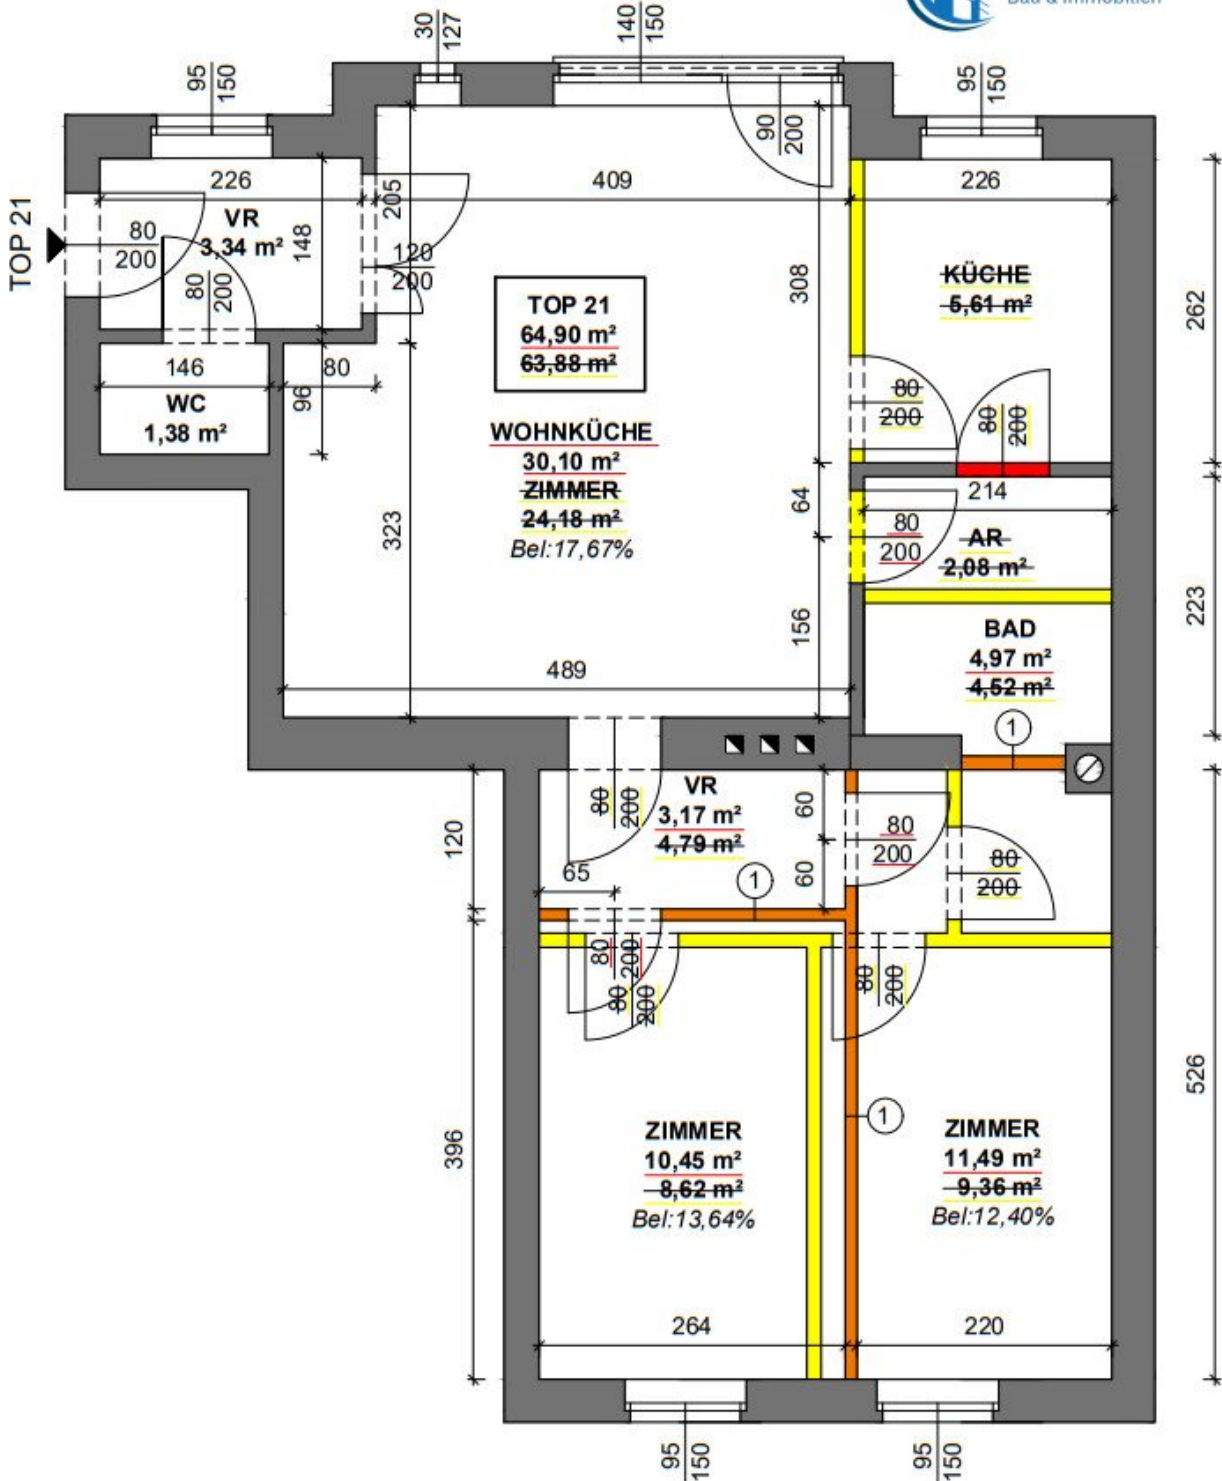 Bau & Immobilien
30
127
140
150
95
150
95
150
90
200
TOP 21
226
VR
3,34 m²
80
200
80
200
148
205
120
200
409
226
308
262
KÜCHE
5,61 m²
TOP 21
64,90 m²
63,88 m²
146
80
96
WC
1,38 m²
80
200
80
200
WOHNKÜCHE
30,10 m²
ZIMMER
24,18 m²
Bel:17,67%
214
64
80
200
AR
2,08 m²
323
223
156
BAD
4,97 m²
4,52 m²
489
1
VR
3,17 m²
4,79 m²
80
200
120
60
60
80
200
80
200
65
1
80
200
80
200
80
200
526
396
1
ZIMMER
10,45 m²
8,62 m²
Bel:13,64%
ZIMMER
11,49 m²
9,36 m²
Bel:12,40%
264
220
95
150
95
150